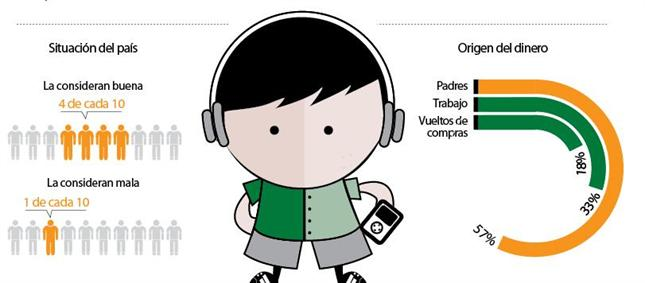 Situación del país
La consideran buena
4 de cada 10
La consideran mala
1 de cada 10
Origen del dinero
Padres
Trabajo
Vueltos de
compras
18%
33%
57%